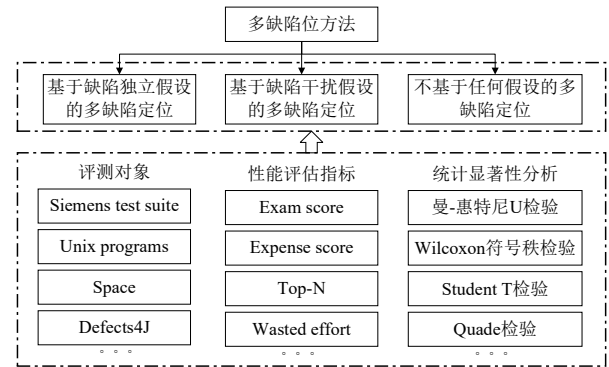 多缺陷位方法
基于缺陷独立假设
的多缺陷定位
基于缺陷干扰假设
的多缺陷定位
不基于任何假设的多
缺陷定位
评测对象
Siemens test suite
Unix programs
Space
Defects4J
。。。
性能评估指标
Exam score
Expense score
Top-N
Wasted effort
。。。
统计显著性分析
曼-惠特尼U检验
Wilcoxon符号秩检验
Student T检验
Quade检验
。。。